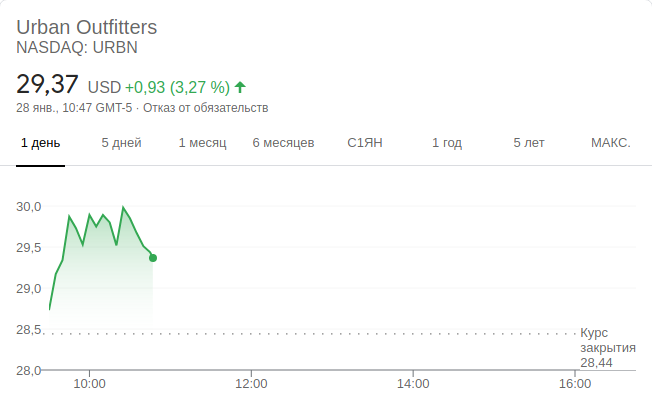 Urban Outfitters
NASDAQ: URBN
29,37 USD +0,93 (3,27 %)
28 янв., 10:47 GMT-5 · Отказ от обязательств
1 день 5 дней 1 месяц 6 месяцев С1ЯН 1 год 5 лет МАКС.
30,0
29,5
29,0
28,5
28,0
Курс
закрытия
28,44
10:00 12:00 14:00 16:00